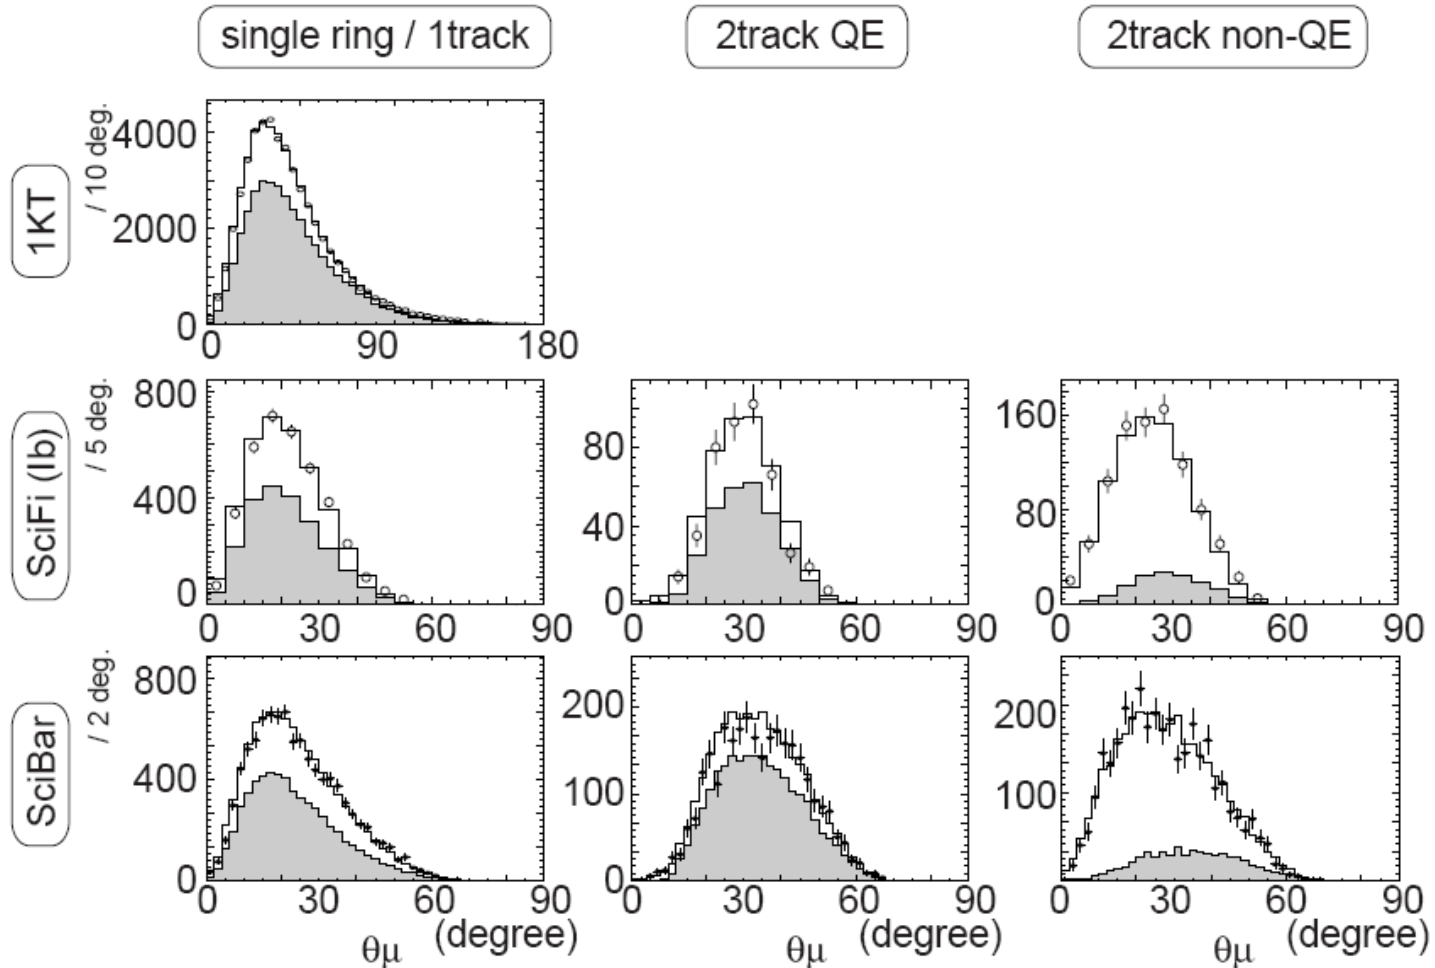 single ring / 1track
2track QE
2track non-QE
1KT
/ 10 deg.
4000
2000
0
0 90 180
SciFi (Ib)
/ 5 deg.
800
400
0
0 30 60 90
80
40
0
0 30 60 90
160
80
0
0 30 60 90
SciBar
/ 2 deg.
800
400
0
0 30 60 90
θμ (degree)
200
100
0
0 30 60 90
θμ (degree)
200
100
0
0 30 60 90
θμ (degree)